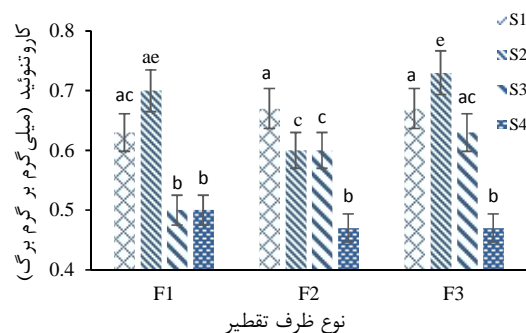 کاروتنوئید (میلی گرم بر گرم برگ)
0.8
0.7
0.6
0.5
0.4
ac
ae
b
b
a
c
c
b
a
e
ac
b
F1
F2
F3
نوع ظرف تقطیر
S1
S2
S3
S4